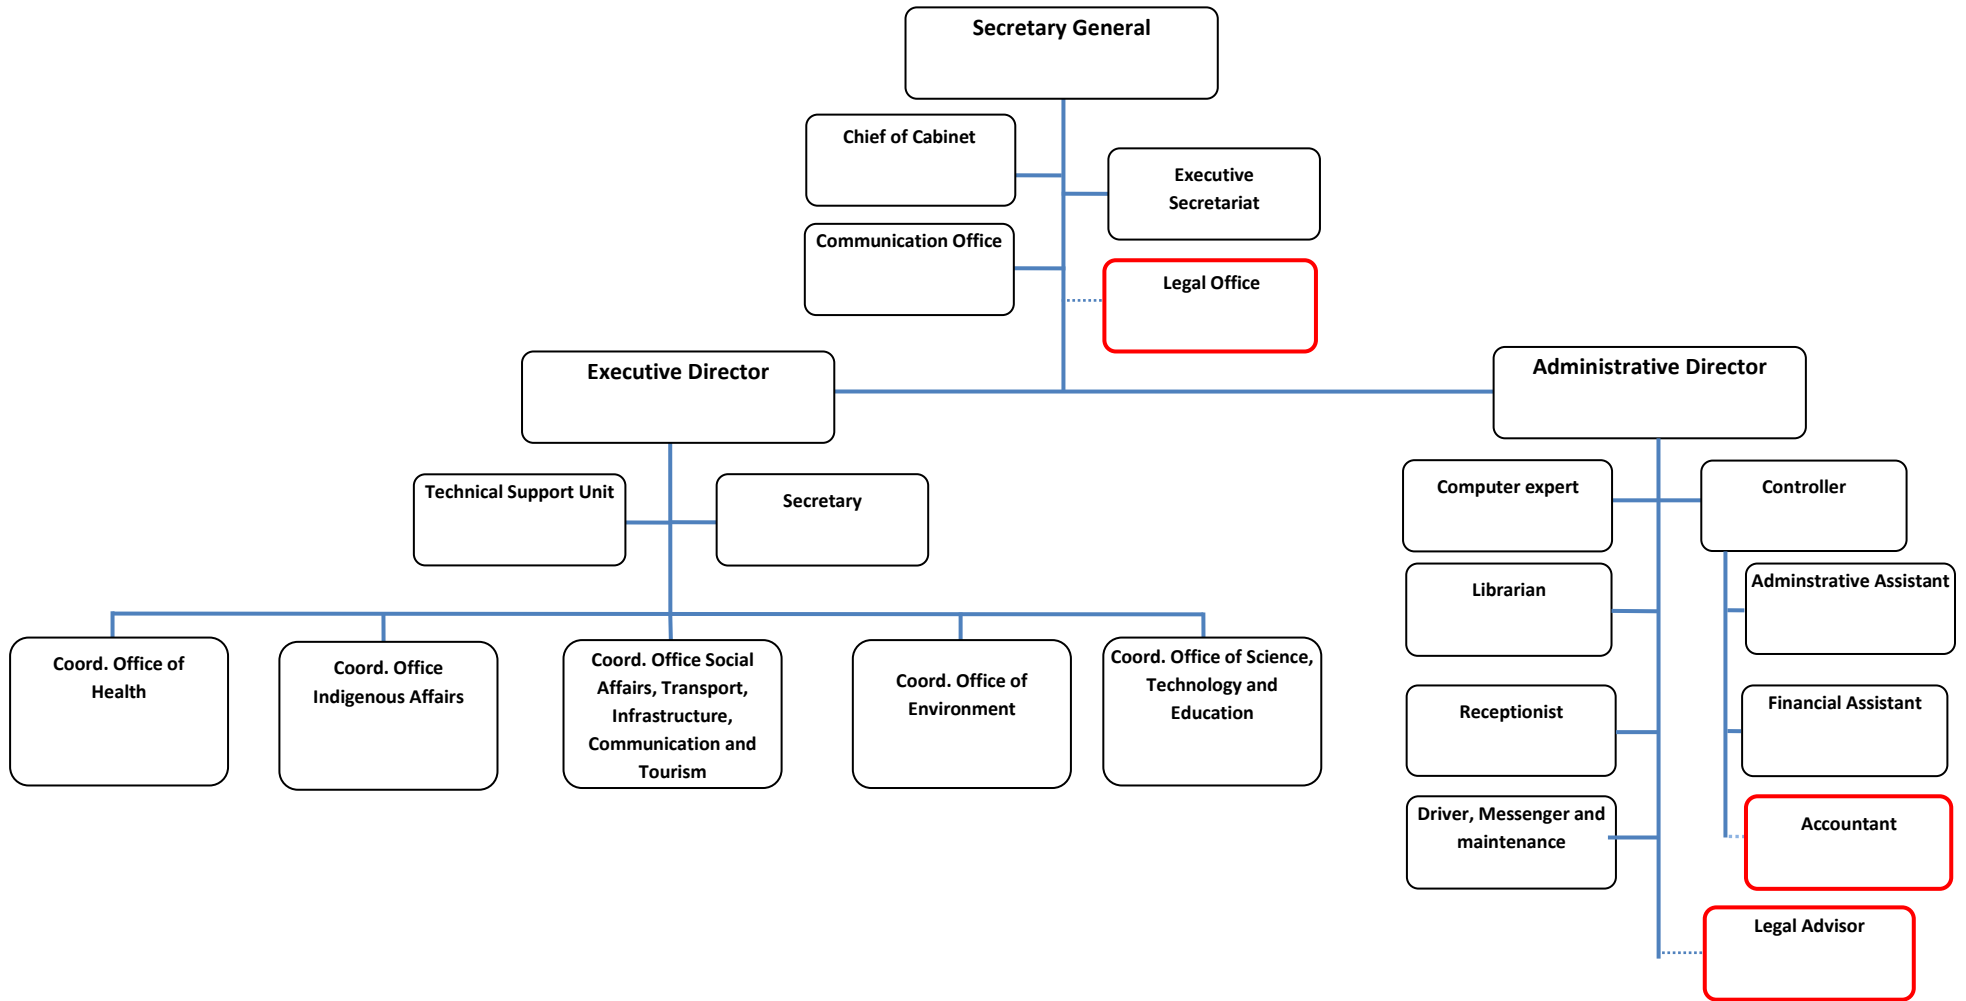 Secretary General
Chief of Cabinet
Executive
Secretariat
Communication Office
Legal Office
Executive Director
Administrative Director
Technical Support Unit
Secretary
Computer expert
Controller
Librarian
Adminstrative Assistant
Receptionist
Financial Assistant
Driver, Messenger and
maintenance
Accountant
Legal Advisor
Coord. Office of
Health
Coord. Office
Indigenous Affairs
Coord. Office Social
Affairs, Transport,
Infrastructure,
Communication and
Tourism
Coord. Office of
Environment
Coord. Office of Science,
Technology and
Education